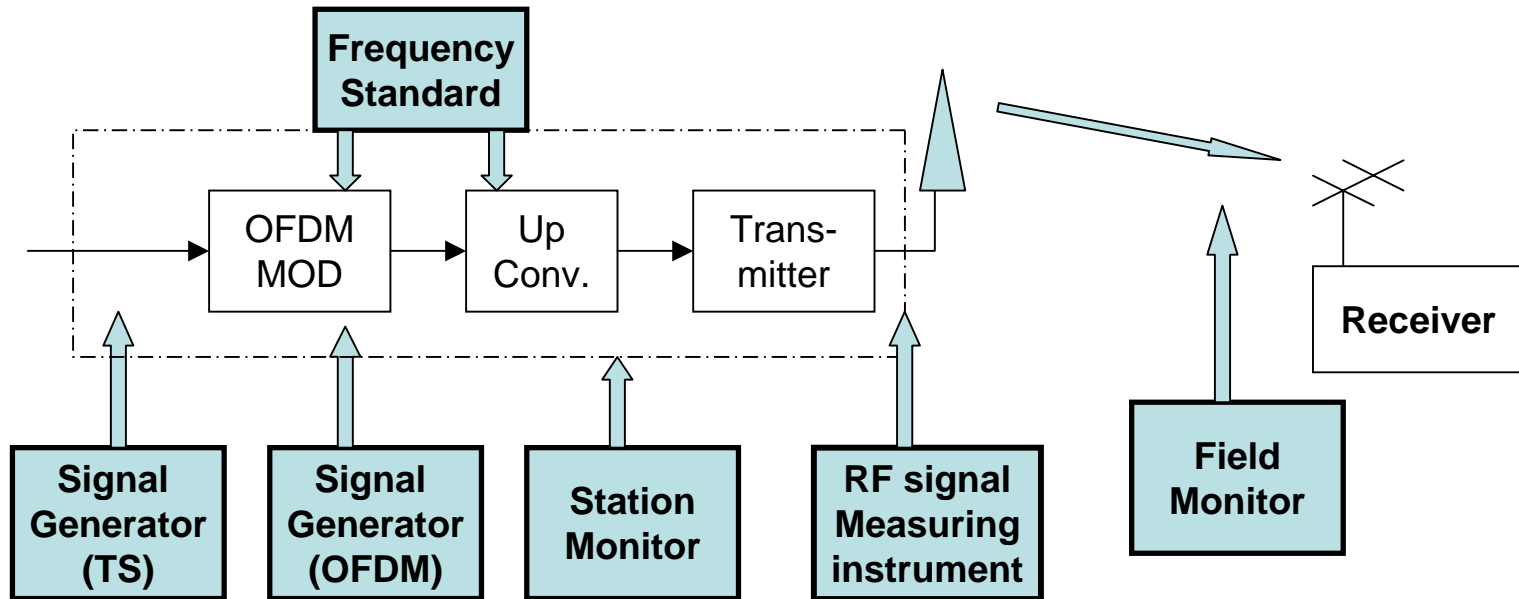 Frequency
Standard
OFDM
MOD
Up
Conv.
Trans-
mitter
Receiver
Signal
Generator
(TS)
Signal
Generator
(OFDM)
Station
Monitor
RF signal
Measuring
instrument
Field
Monitor